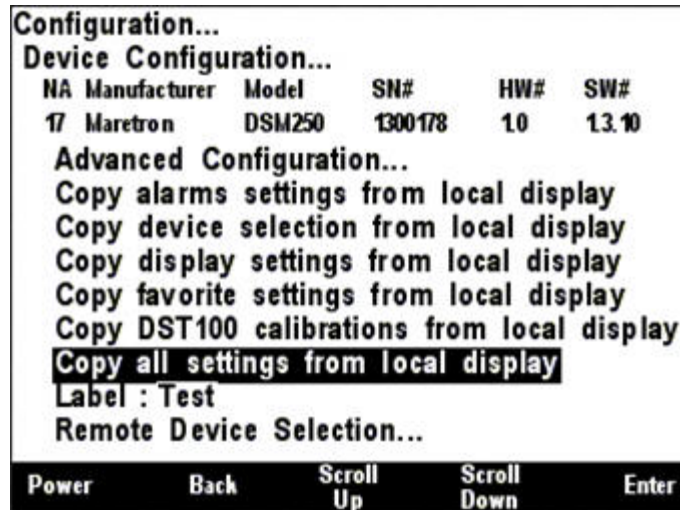 Configuration...
Device Configuration...
NA Manufacturer Model SN# HW# SW#
17 Maretron DSM250 1300178 1.0 1.3.10
Advanced Configuration...
Copy alarms settings from local display
Copy device selection from local display
Copy display settings from local display
Copy favorite settings from local display
Copy DST100 calibrations from local display
Copy all settings from local display
Label : Test
Remote Device Selection...
Power Back Scroll Up Scroll Down Enter